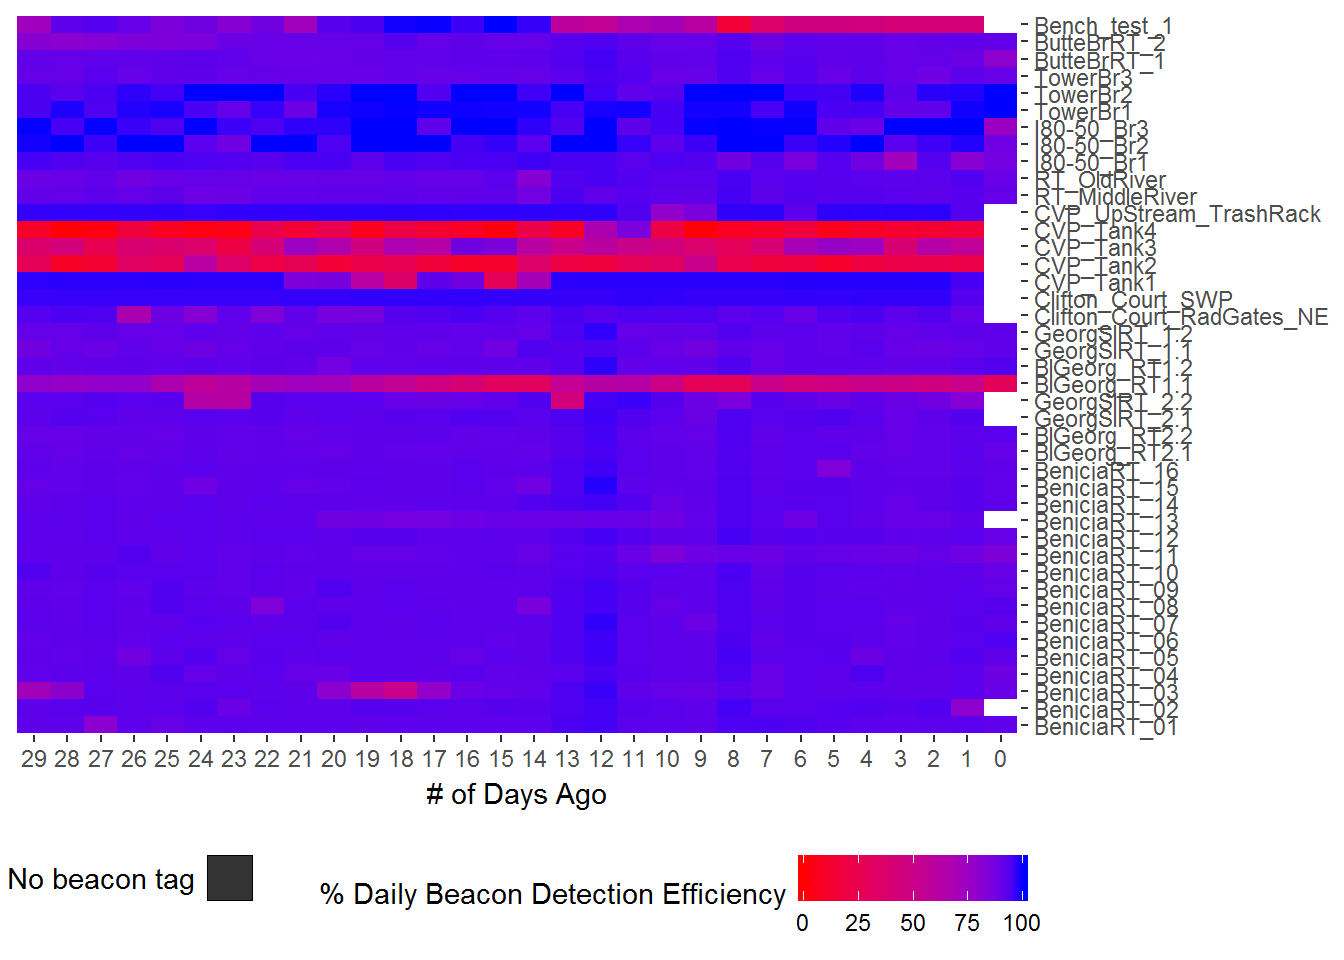 Bench_test_1
ButteBrRT_2
ButteBrRT_1
TowerBr3
TowerBr2
TowerBr1
I80-50_Br3
I80-50_Br2
I80-50_Br1
RT_OldRiver
RT_MiddleRiver
CVP_UpStream_TrashRack
CVP_Tank4
CVP_Tank3
CVP_Tank2
CVP_Tank1
Clifton_Court_SWP
Clifton_Court_RadGates_NE
GeorgSlRT_1.2
GeorgSlRT_1.1
BlGeorg_RT1.2
BlGeorg_RT1.1
GeorgSlRT_2.2
GeorgSlRT_2.1
BlGeorg_RT2.2
BlGeorg_RT2.1
BeniciaRT_16
BeniciaRT_15
BeniciaRT_14
BeniciaRT_13
BeniciaRT_12
BeniciaRT_11
BeniciaRT_10
BeniciaRT_09
BeniciaRT_08
BeniciaRT_07
BeniciaRT_06
BeniciaRT_05
BeniciaRT_04
BeniciaRT_03
BeniciaRT_02
BeniciaRT_01
29 28 27 26 25 24 23 22 21 20 19 18 17 16 15 14 13 12 11 10 9 8 7 6 5 4 3 2 1 0
# of Days Ago
No beacon tag
% Daily Beacon Detection Efficiency
0 25 50 75 100